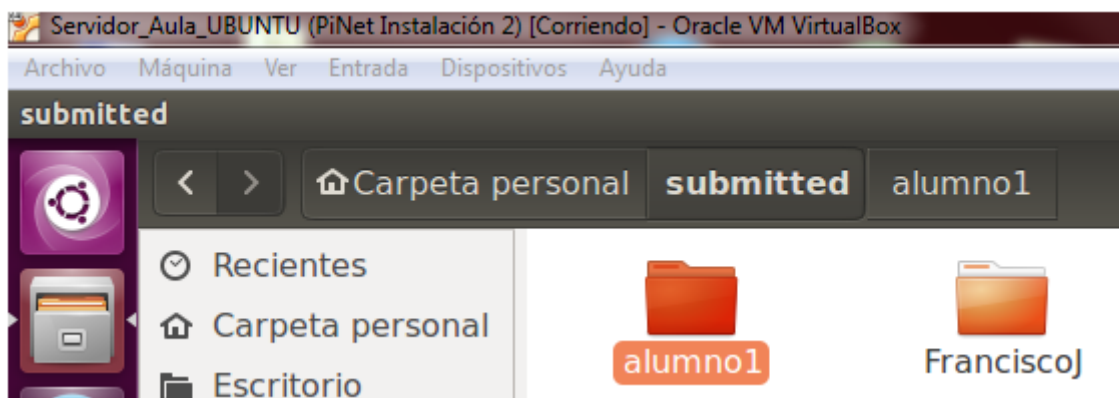 Servidor_Aula_UBUNTU (PiNet Instalación 2) [Corriendo] - Oracle VM VirtualBox
Archivo Máquina Ver Entrada Dispositivos Ayuda
submitted
Carpeta personal submitted alumno1
Recientes
Carpeta personal
Escritorio
alumno1 FranciscoJ